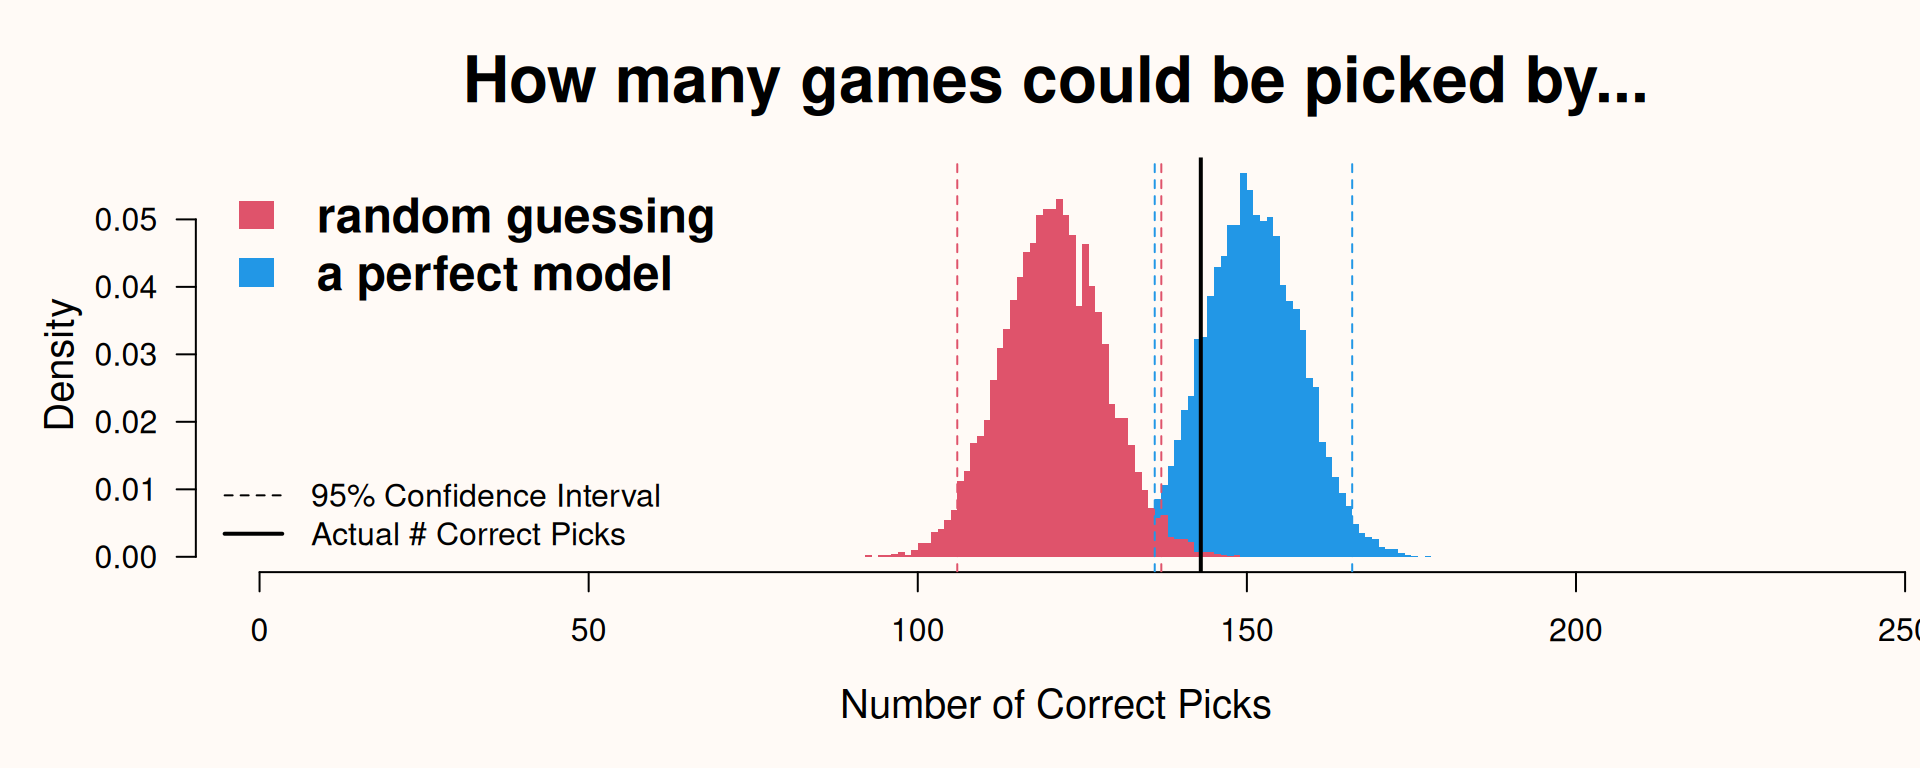 How many games could be picked by...
random guessing
a perfect model
95% Confidence Interval
Actual # Correct Picks
Density
0.05
0.04
0.03
0.02
0.01
0.00
0 50 100 150 200 250
Number of Correct Picks